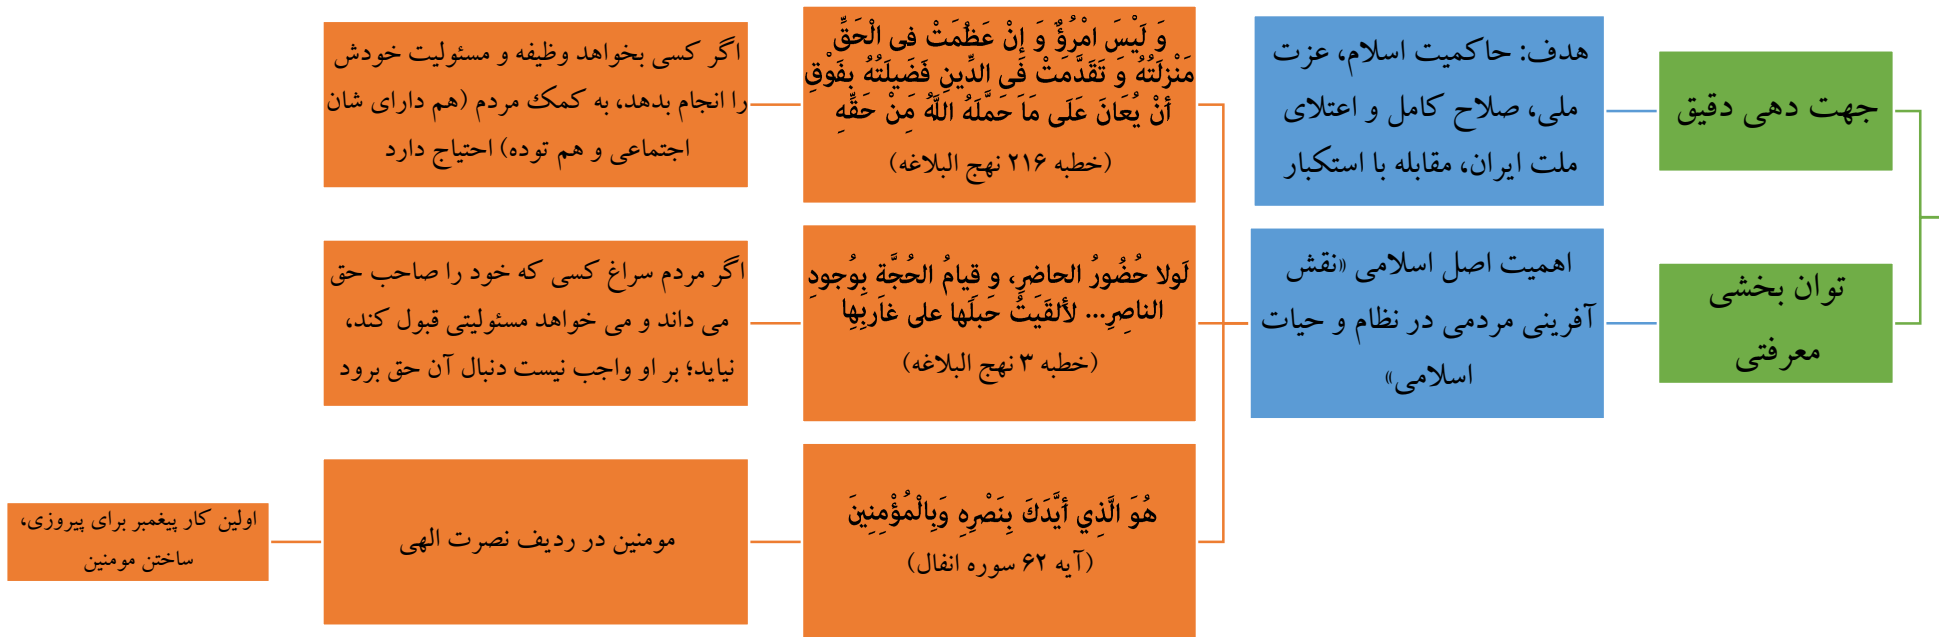 جهت دهی دقیق
هدف: حاکمیت اسلام، عزت
ملی، صلاح کامل و اعتلای
ملت ایران، مقابله با استکبار
توان بخشی
معرفتی
اهمیت اصل اسلامی «نقش
آفرینی مردمی در نظام و حیات
اسلامی»
وَ لَيْسَ امْرُؤٌ وَ إِنْ عَظُمَتْ فِي الْحَقِّ
مَنْزِلَتُهُ وَ تَقَدَّمَتْ فِي الدِّينِ فَضِيلَتُهُ بِفَوْقِ
أَنْ يُعَانَ عَلَى مَا حَمَّلَهُ اللَّهُ مِنْ حَقِّهِ
(خطبه ۲۱۶ نهج البلاغه)
اگر کسی بخواهد وظیفه و مسئولیت خودش
را انجام بدهد، به کمک مردم (هم دارای شان
اجتماعی و هم توده) احتیاج دارد
لَولا حُضُورُ الحاضرِ، و قِيامُ الحُجَّة بِوُجودِ
الناصِرِ... لأَلقَيتُ حَبلَها على غارِبِها
(خطبه ۳ نهج البلاغه)
اگر مردم سراغ کسی که خود را صاحب حق
می داند و می خواهد مسئولیتی قبول کند،
نیاید؛ بر او واجب نیست دنبال آن حق برود
هُوَ الَّذِي أَيَّدَكَ بِنَصْرِهِ وَبِالْمُؤْمِنِينَ
(آیه ۶۲ سوره انفال)
مومنین در ردیف نصرت الهی
اولین کار پیغمبر برای پیروزی،
ساختن مومنین